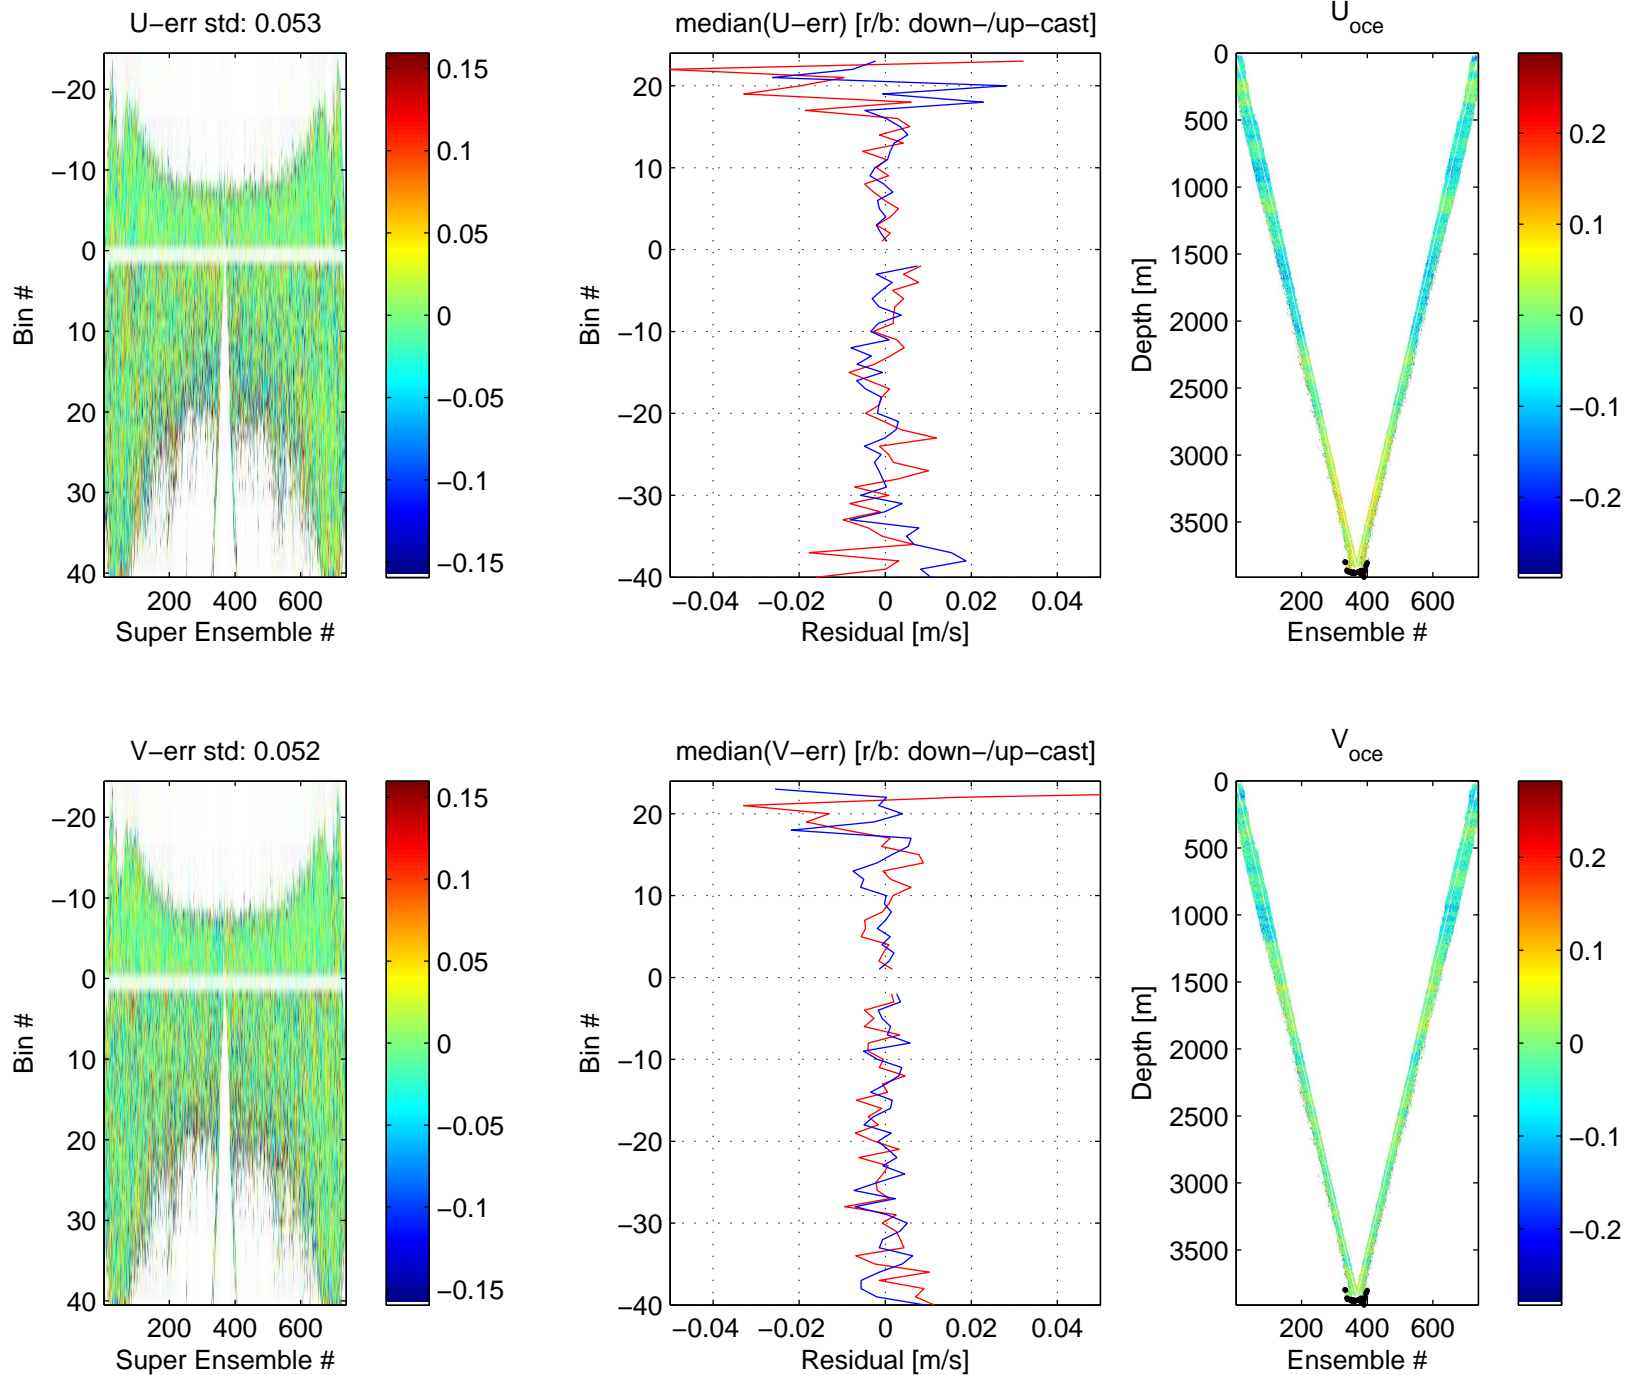 U−err std: 0.053
−20
−10
0
10
20
30
40
Bin #
200 400 600
Super Ensemble #
0.15
0.1
0.05
0
−0.05
−0.1
−0.15
median(U−err) [r/b: down−/up−cast]
20
10
0
−10
−20
−30
−40
Bin #
−0.04 −0.02 0 0.02 0.04
Residual [m/s]
U oce
0
500
1000
1500
2000
2500
3000
3500
Depth [m]
200 400 600
Ensemble #
0.2
0.1
0
−0.1
−0.2
V−err std: 0.052
−20
−10
0
10
20
30
40
Bin #
200 400 600
Super Ensemble #
0.15
0.1
0.05
0
−0.05
−0.1
−0.15
median(V−err) [r/b: down−/up−cast]
20
10
0
−10
−20
−30
−40
Bin #
−0.04 −0.02 0 0.02 0.04
Residual [m/s]
V oce
0
500
1000
1500
2000
2500
3000
3500
Depth [m]
200 400 600
Ensemble #
0.2
0.1
0
−0.1
−0.2